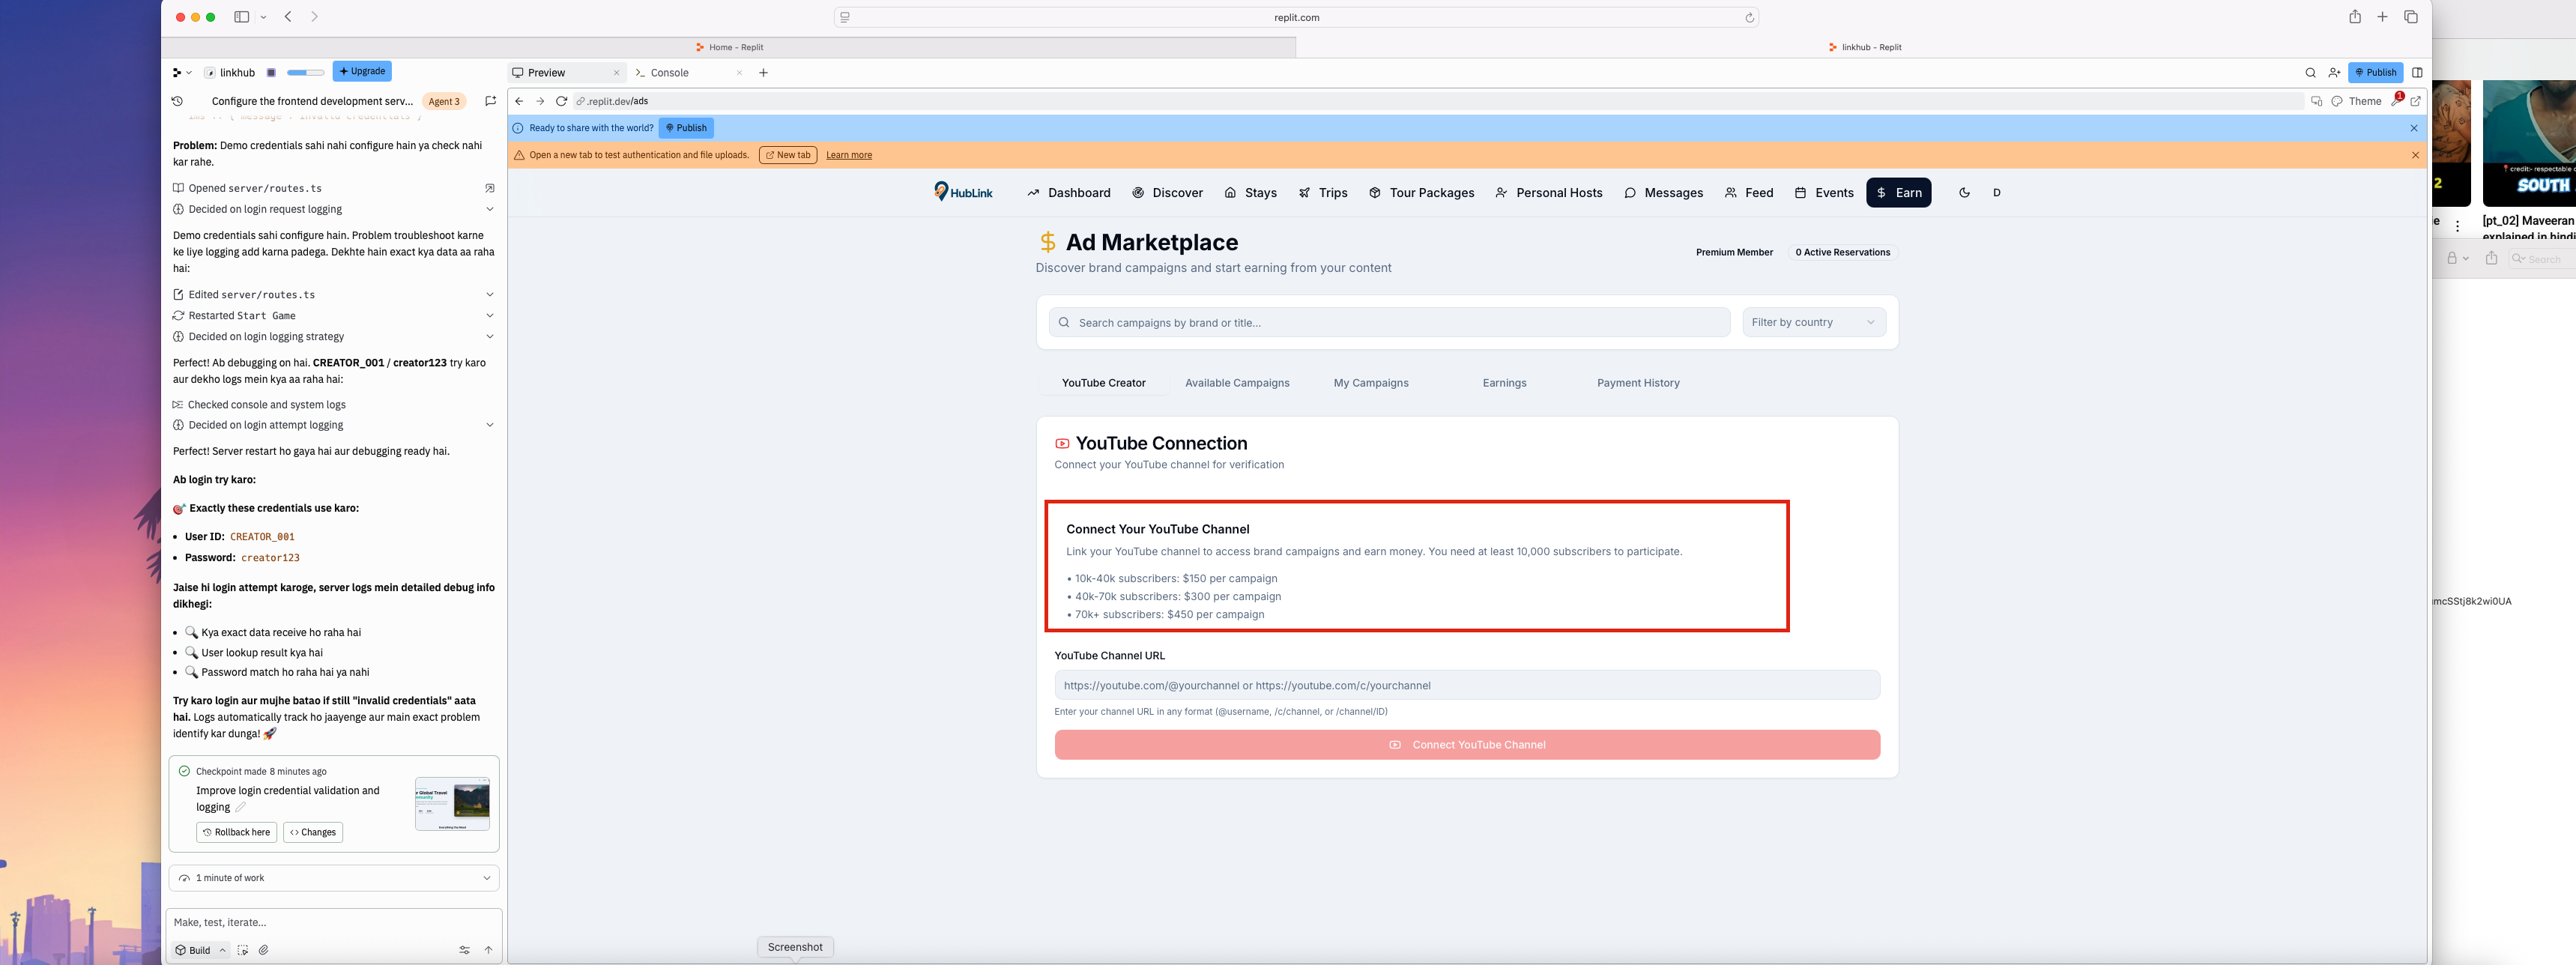 replit.com
Home - Replit
linkhub - Replit
linkhub
Upgrade
Preview
Console
Publish
Configure the frontend development serv...
Agent 3
.replit.dev/ads
Theme
1
Ready to share with the world?
Publish
Open a new tab to test authentication and file uploads.
New tab
Learn more
Problem: Demo credentials sahi nahi configure hain ya check nahi
kar rahe.
Opened server/routes.ts
Decided on login request logging
Demo credentials sahi configure hain. Problem troubleshoot karne
ke liye logging add karna padega. Dekhte hain exact kya data aa raha
hai:
Edited server/routes.ts
Restarted Start Game
Decided on login logging strategy
Perfect! Ab debugging on hai. CREATOR_001 / creator123 try karo
aur dekho logs mein kya aa raha hai:
Checked console and system logs
Decided on login attempt logging
Perfect! Server restart ho gaya hai aur debugging ready hai.
Ab login try karo:
🎯 Exactly these credentials use karo:
• User ID: CREATOR_001
• Password: creator123
Jaise hi login attempt karoge, server logs mein detailed debug info
dikhegi:
• 🔍 Kya exact data receive ho raha hai
• 🔍 User lookup result kya hai
• 🔍 Password match ho raha hai ya nahi
Try karo login aur mujhe batao if still "invalid credentials" aata
hai. Logs automatically track ho jaayenge aur main exact problem
identify kar dunga! 🚀
Checkpoint made 8 minutes ago
Improve login credential validation and
logging
Rollback here
Changes
1 minute of work
Make, test, iterate...
Build
HubLink
Dashboard
Discover
Stays
Trips
Tour Packages
Personal Hosts
Messages
Feed
Events
Earn
D
Ad Marketplace
Discover brand campaigns and start earning from your content
Premium Member
0 Active Reservations
Search campaigns by brand or title...
Filter by country
YouTube Creator
Available Campaigns
My Campaigns
Earnings
Payment History
YouTube Connection
Connect your YouTube channel for verification
Connect Your YouTube Channel
Link your YouTube channel to access brand campaigns and earn money. You need at least 10,000 subscribers to participate.
• 10k-40k subscribers: $150 per campaign
• 40k-70k subscribers: $300 per campaign
• 70k+ subscribers: $450 per campaign
YouTube Channel URL
https://youtube.com/@yourchannel or https://youtube.com/c/yourchannel
Enter your channel URL in any format (@username, /c/channel, or /channel/ID)
Connect YouTube Channel
Screenshot
2
credit:- respectable
SOUTH
[pt_02] Maveeran
explained in hindi
Search
mcSStj8k2wi0UA